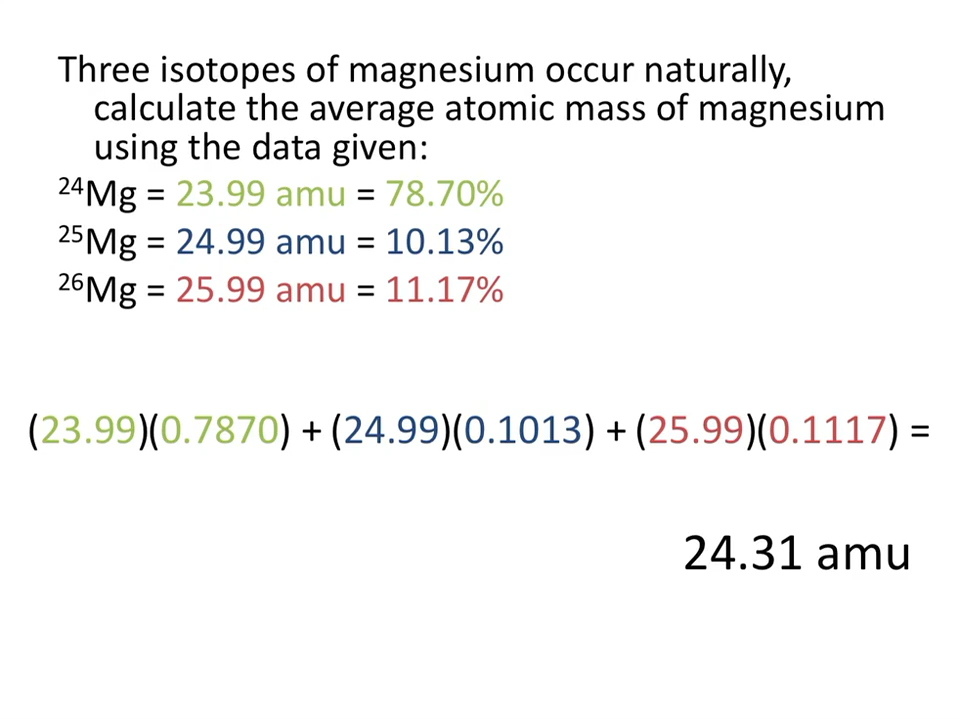 Three isotopes of magnesium occur naturally,
calculate the average atomic mass of magnesium
using the data given:
²⁴Mg = 23.99 amu = 78.70%
²⁵Mg = 24.99 amu = 10.13%
²⁶Mg = 25.99 amu = 11.17%
(23.99)(0.7870) + (24.99)(0.1013) + (25.99)(0.1117) =
24.31 amu